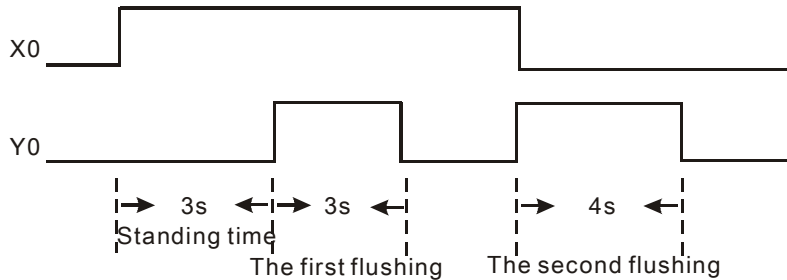 X0
Y0
3s 3s 4s
Standing time
The first flushing The second flushing